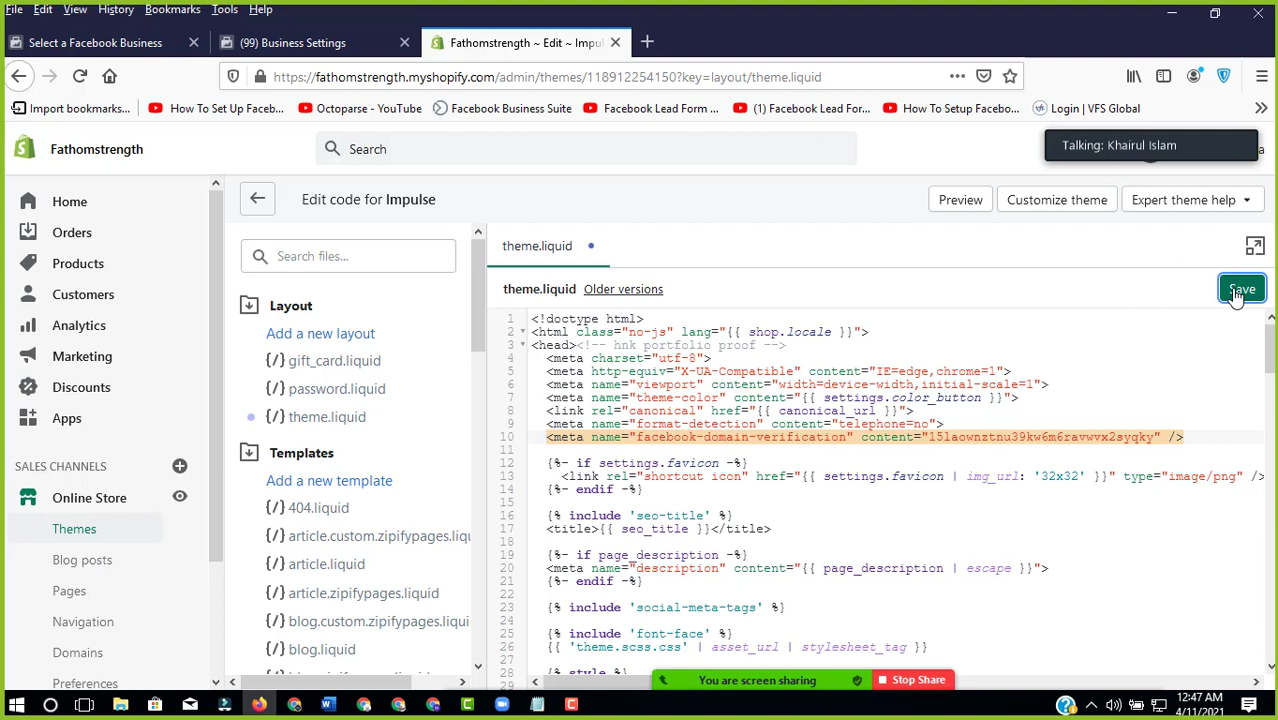 File Edit View History Bookmarks Tools Help
Select a Facebook Business
(99) Business Settings
Fathomstrength ~ Edit ~ Impu
https://fathomstrength.myshopify.com/admin/themes/118912254150?key=layout/theme.liquid
Import bookmarks... How To Set Up Faceb... Octoparse - YouTube Facebook Business Suite Facebook Lead Form ... (1) Facebook Lead For... How To Setup Facebo... Login | VFS Global
Fathomstrength
Search
Talking: Khairul Islam
Home
Orders
Products
Customers
Analytics
Marketing
Discounts
Apps
SALES CHANNELS
Online Store
Themes
Blog posts
Pages
Navigation
Domains
Preferences
Edit code for Impulse
Preview
Customize theme
Expert theme help
Search files...
Layout
Add a new layout
{/} gift_card.liquid
{/} password.liquid
{/} theme.liquid
Templates
Add a new template
{/} 404.liquid
{/} article.custom.zipifypages.liqu
{/} article.liquid
{/} article.zipifypages.liquid
{/} blog.custom.zipifypages.liquid
{/} blog.liquid
theme.liquid
theme.liquid Older versions
Save
1 <!doctype html>
2 <html class="no-js" lang="{{ shop.locale }}">
3 <head><!-- hnk portfolio proof -->
4 <meta charset="utf-8">
5 <meta http-equiv="X-UA-Compatible" content="IE=edge,chrome=1">
6 <meta name="viewport" content="width=device-width,initial-scale=1">
7 <meta name="theme-color" content="{{ settings.color_button }}">
8 <link rel="canonical" href="{{ canonical_url }}">
9 <meta name="format-detection" content="telephone=no">
10 <meta name="facebook-domain-verification" content="15laownztnu39kw6m6ravwvx2syqky" />
11
12 {%- if settings.favicon -%}
13 <link rel="shortcut icon" href="{{ settings.favicon | img_url: '32x32' }}" type="image/png" />
14 {%- endif -%}
15
16 {% include 'seo-title' %}
17 <title>{{ seo_title }}</title>
18
19 {%- if page_description -%}
20 <meta name="description" content="{{ page_description | escape }}">
21 {%- endif -%}
22
23 {% include 'social-meta-tags' %}
24
25 {% include 'font-face' %}
26 {{ 'theme.scss.css' | asset_url | stylesheet_tag }}
27
28 {% style %}
You are screen sharing
Stop Share
12:47 AM
4/11/2021